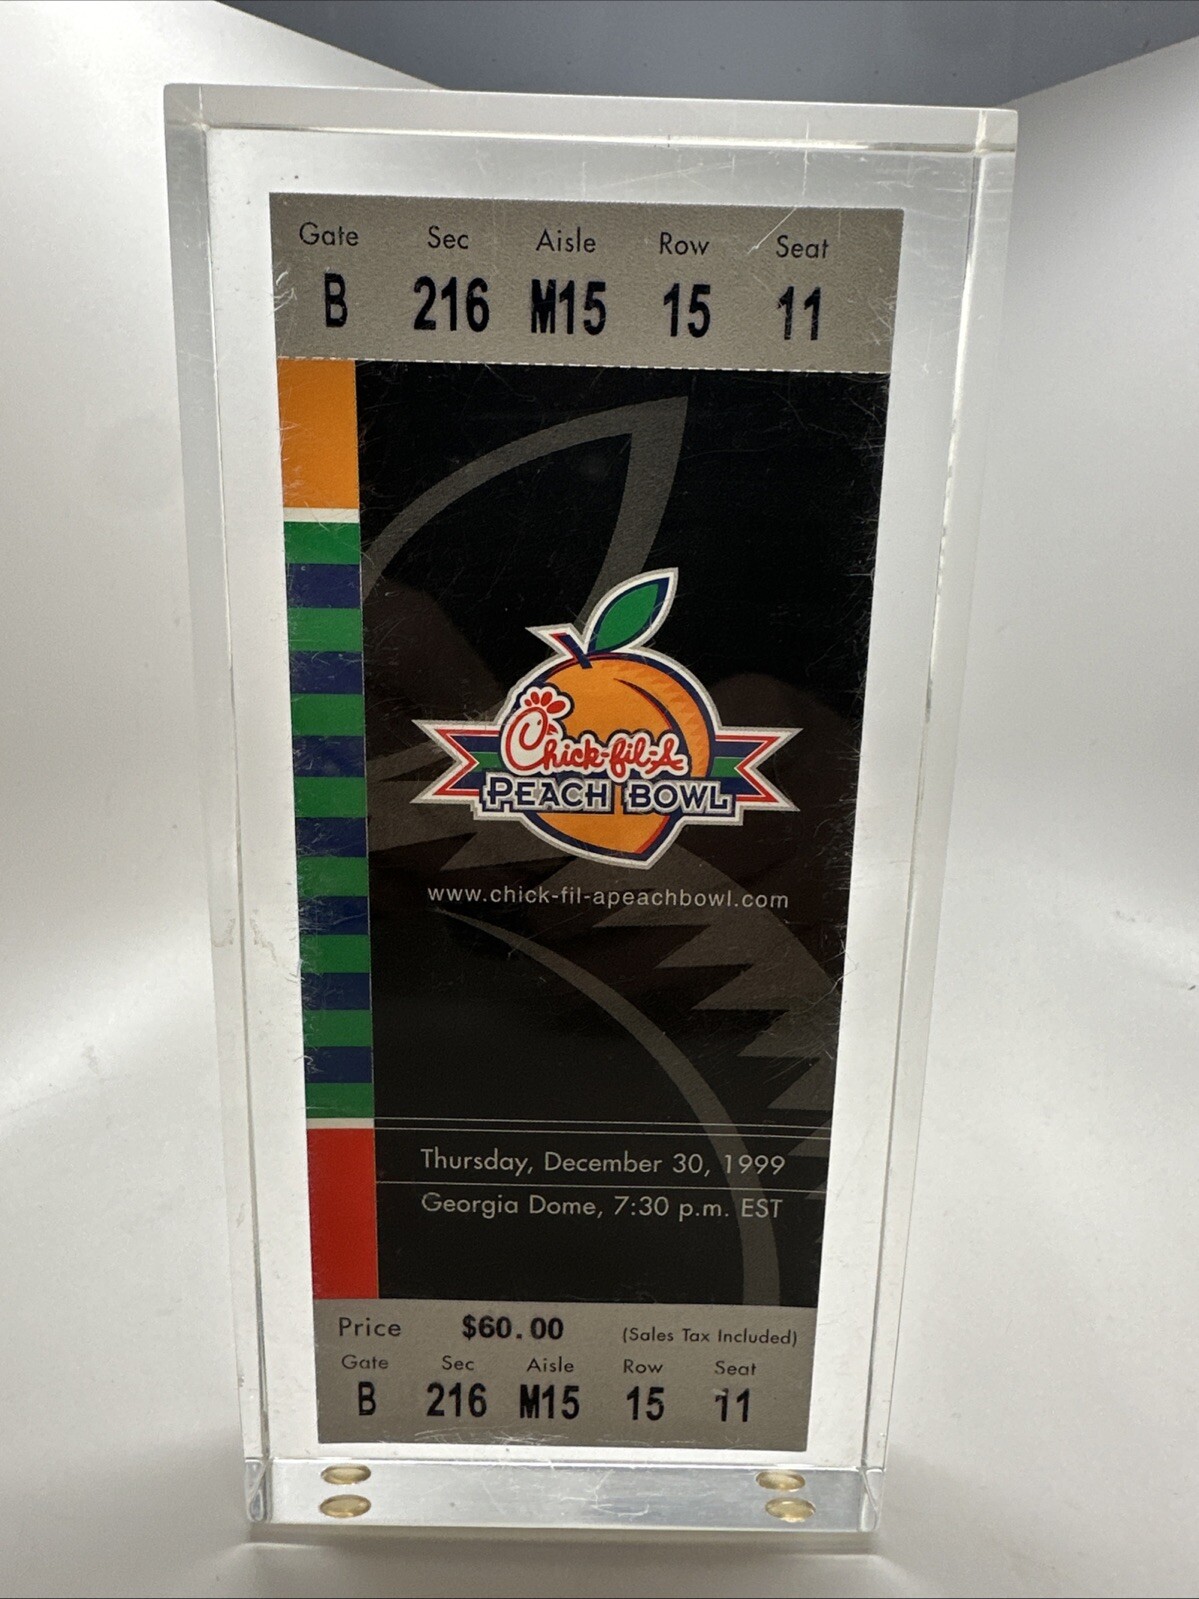 Gate Sec Aisle Row Seat
B 216 M15 15 11
Chick-fil-A
PEACH BOWL
www.chick-fil-apeachbowl.com
Thursday, December 30, 1999
Georgia Dome, 7:30 p.m. EST
Price $60.00 (Sales Tax Included)
Gate Sec Aisle Row Seat
B 216 M15 15 11